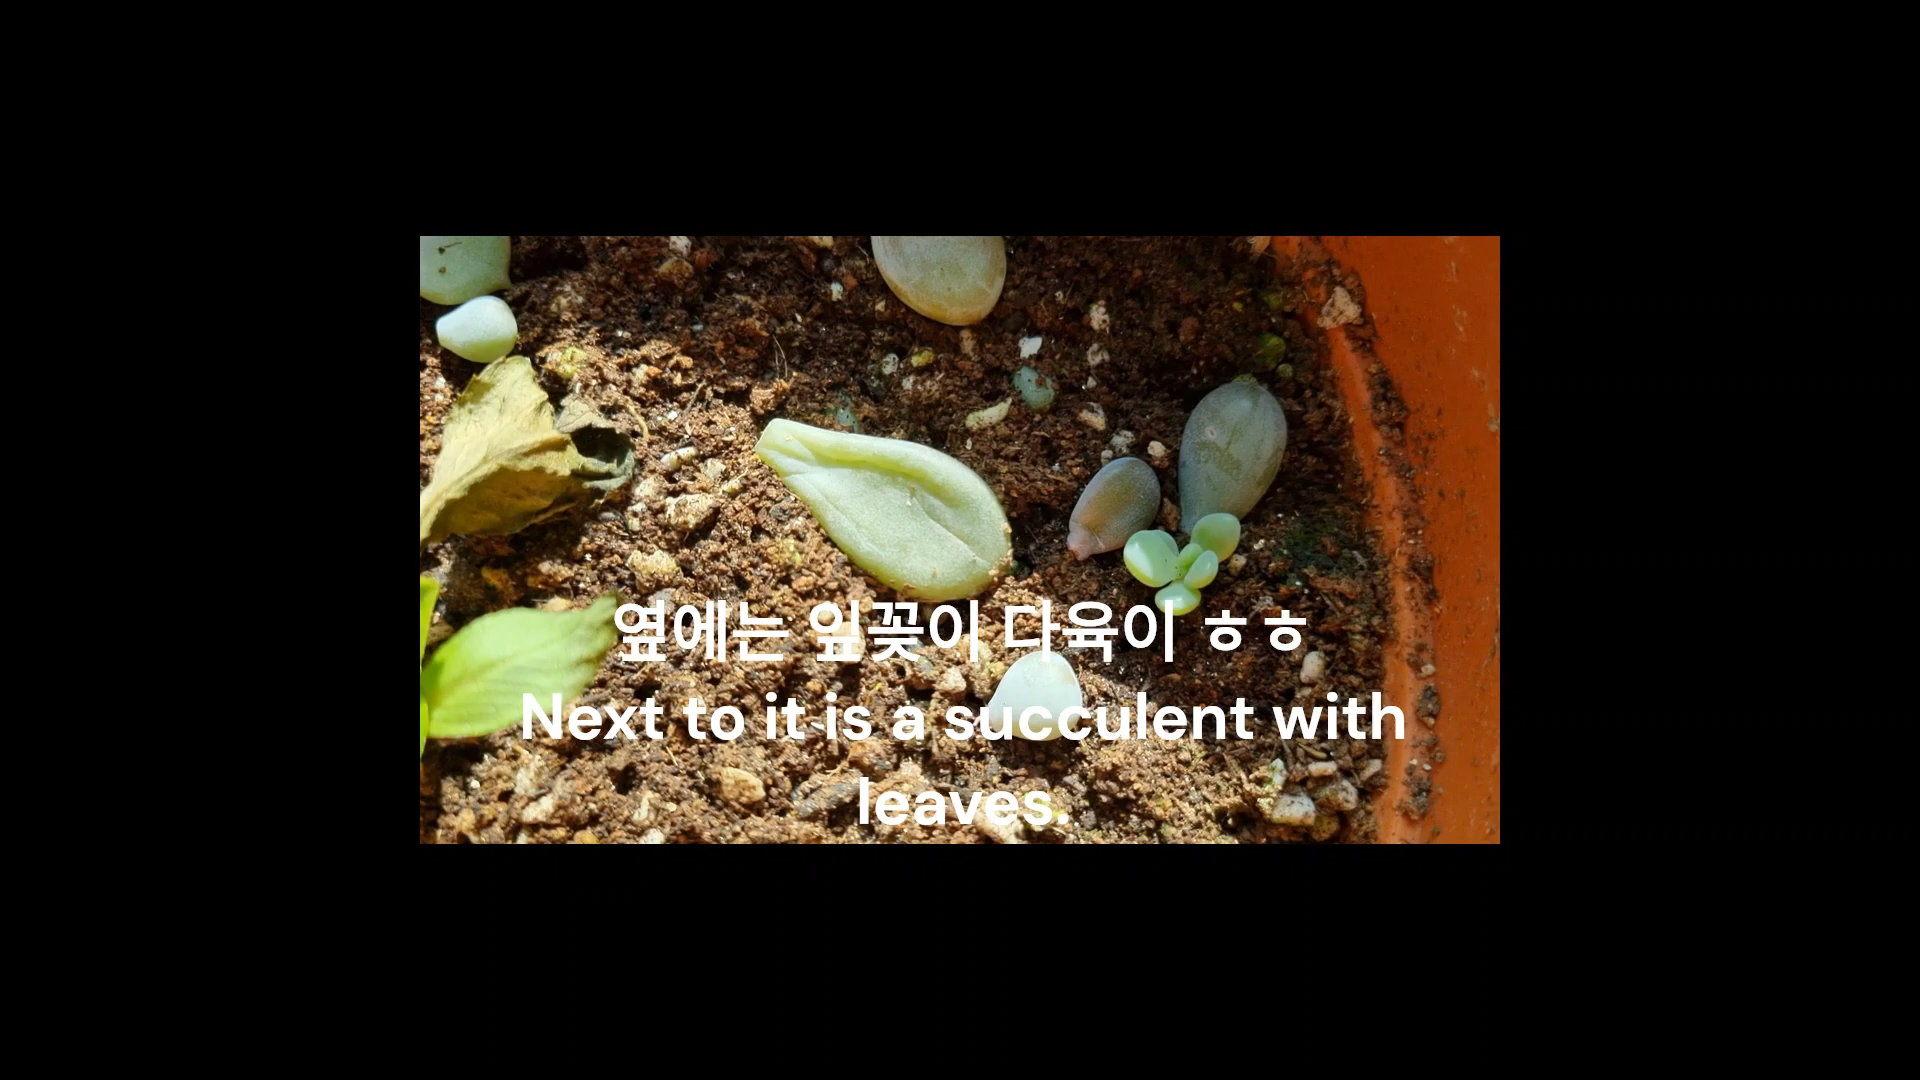 옆에는 잎꽂이 다육이 ㅎㅎ
Next to it is a succulent with
leaves.